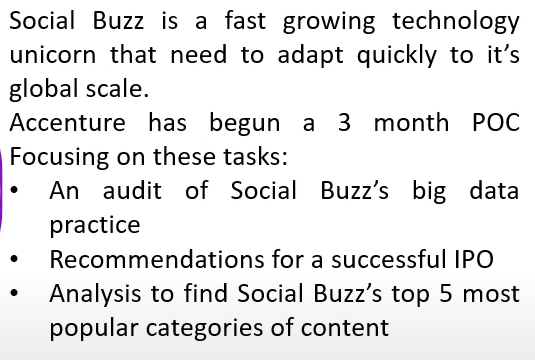 Social Buzz is a fast growing technology
unicorn that need to adapt quickly to it's
global scale.
Accenture has begun a 3 month POC
Focusing on these tasks:
• An audit of Social Buzz's big data
practice
• Recommendations for a successful IPO
• Analysis to find Social Buzz's top 5 most
popular categories of content